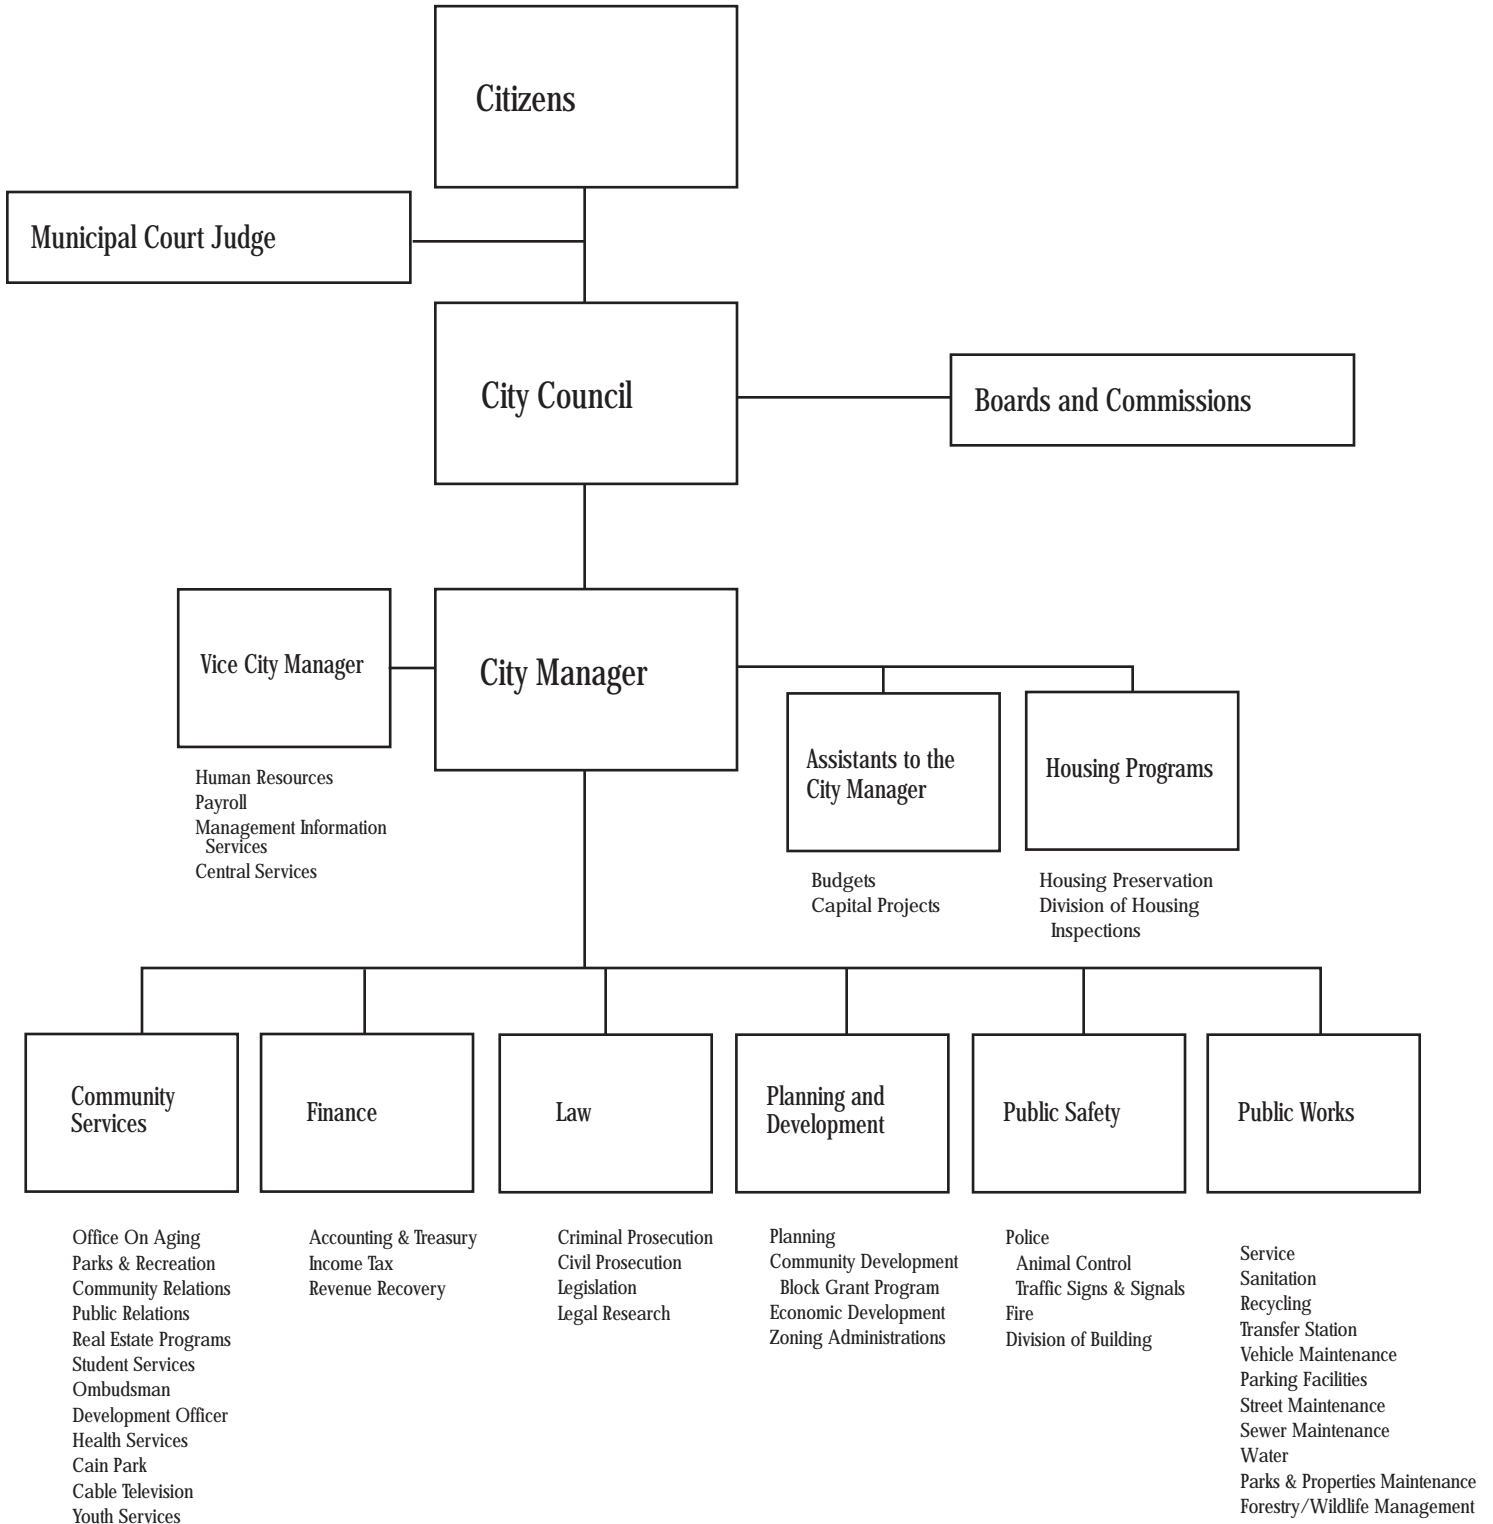 Citizens
Municipal Court Judge
City Council
Boards and Commissions
Vice City Manager
City Manager
Assistants to the
City Manager
Housing Programs
Human Resources
Payroll
Management Information
Services
Central Services
Budgets
Capital Projects
Housing Preservation
Division of Housing
Inspections
Community
Services
Finance
Law
Planning and
Development
Public Safety
Public Works
Office On Aging
Parks & Recreation
Community Relations
Public Relations
Real Estate Programs
Student Services
Ombudsman
Development Officer
Health Services
Cain Park
Cable Television
Youth Services
Accounting & Treasury
Income Tax
Revenue Recovery
Criminal Prosecution
Civil Prosecution
Legislation
Legal Research
Planning
Community Development
Block Grant Program
Economic Development
Zoning Administrations
Police
Animal Control
Traffic Signs & Signals
Fire
Division of Building
Service
Sanitation
Recycling
Transfer Station
Vehicle Maintenance
Parking Facilities
Street Maintenance
Sewer Maintenance
Water
Parks & Properties Maintenance
Forestry/Wildlife Management